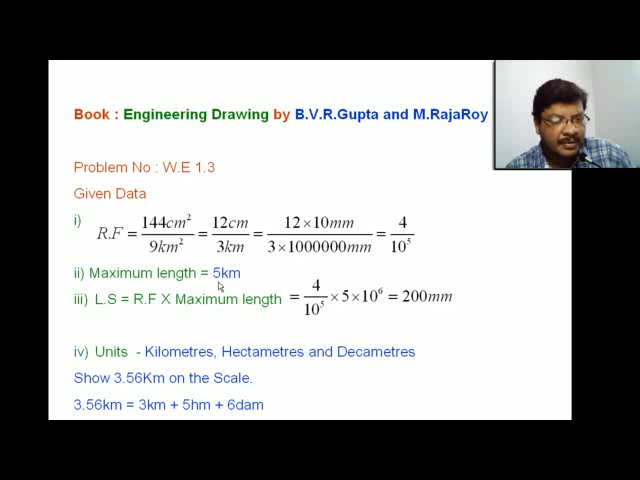 Book : Engineering Drawing by B.V.R.Gupta and M.RajaRoy
Problem No : W.E 1.3
Given Data
i) R.F = 144cm² / 9km² = 12cm / 3km = 12×10mm / 3×1000000mm = 4 / 10⁵
ii) Maximum length = 5km
iii) L.S = R.F X Maximum length = 4 / 10⁵ × 5×10⁶ = 200mm
iv) Units - Kilometres, Hectametres and Decametres
Show 3.56Km on the Scale.
3.56km = 3km + 5hm + 6dam